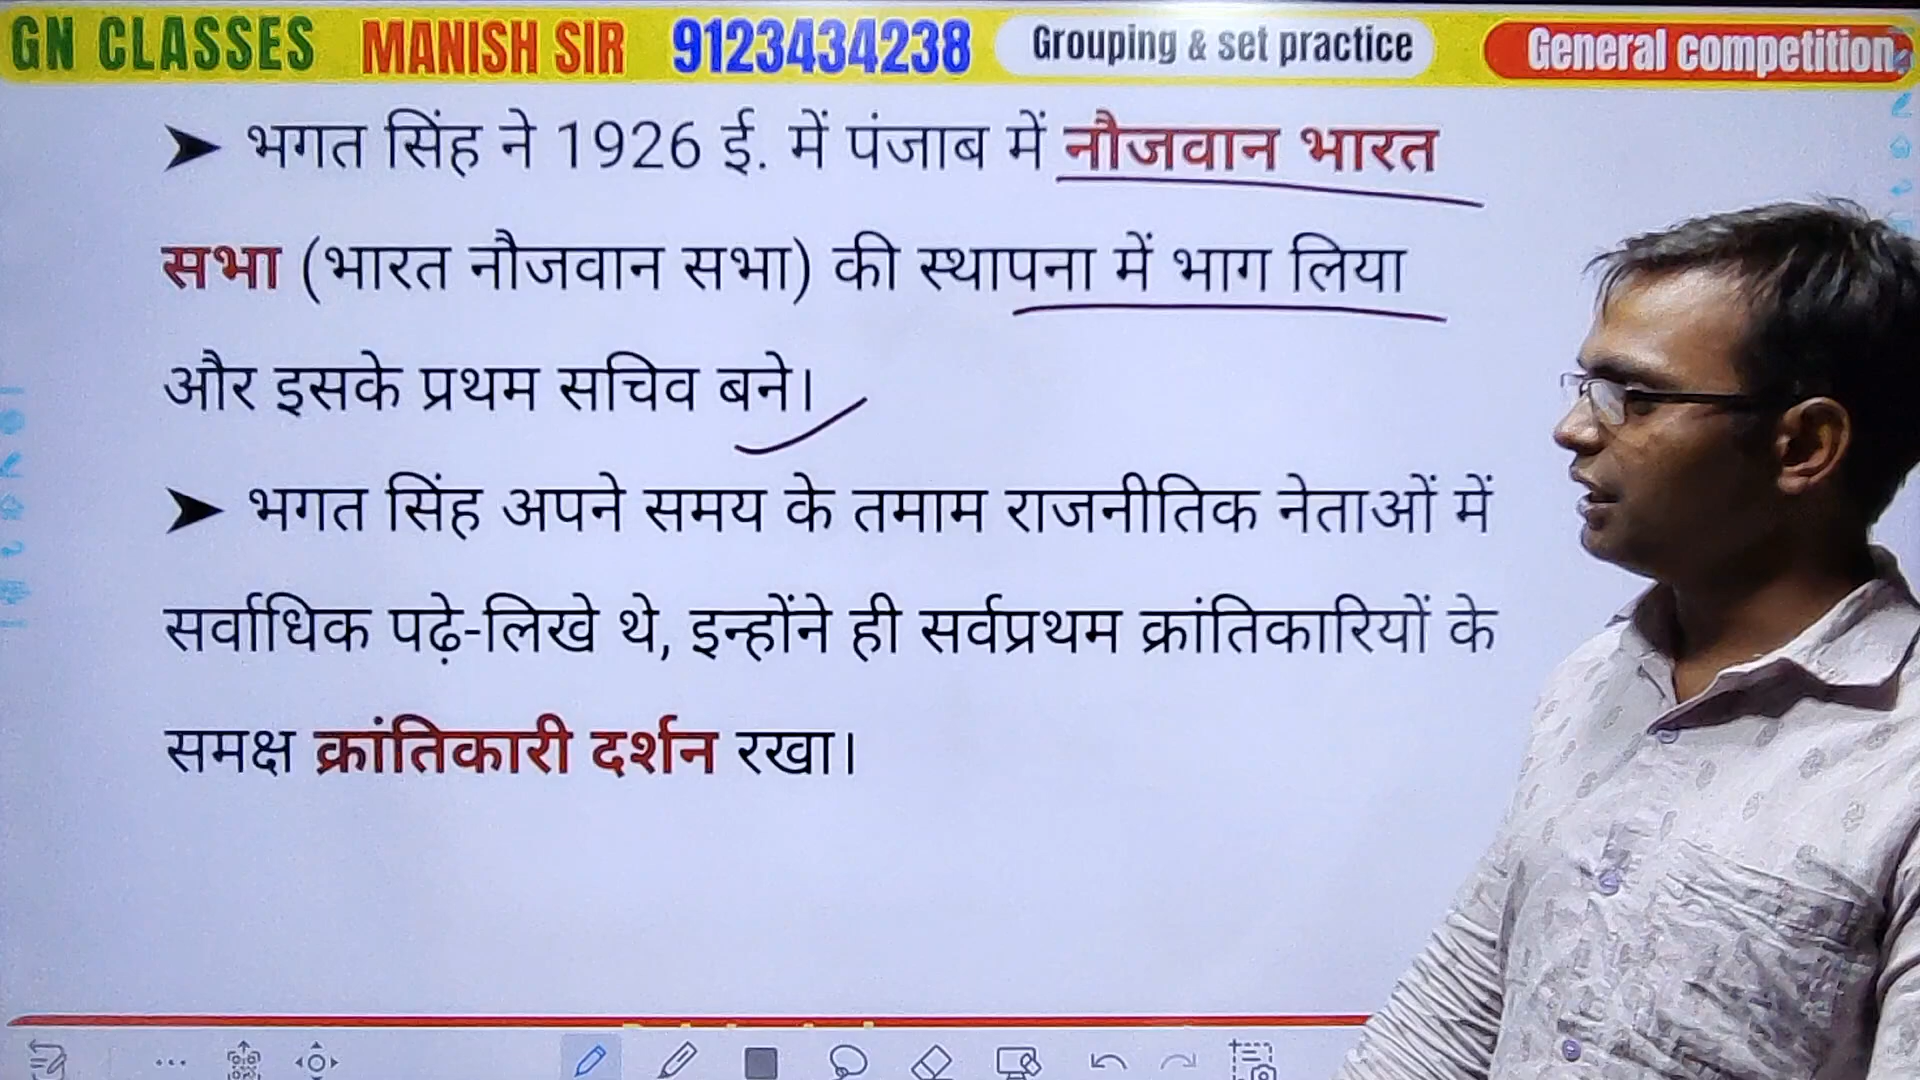 GN CLASSES MANISH SIR 9123434238 Grouping & set practice General competition
➤ भगत सिंह ने 1926 ई. में पंजाब में नौजवान भारत
सभा (भारत नौजवान सभा) की स्थापना में भाग लिया
और इसके प्रथम सचिव बने।
➤ भगत सिंह अपने समय के तमाम राजनीतिक नेताओं में
सर्वाधिक पढ़े-लिखे थे, इन्होंने ही सर्वप्रथम क्रांतिकारियों के
समक्ष क्रांतिकारी दर्शन रखा।